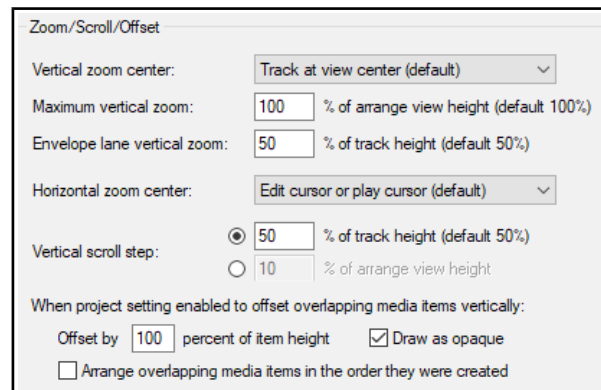 Zoom/Scroll/Offset
Vertical zoom center: Track at view center (default)
Maximum vertical zoom: 100 % of arrange view height (default 100%)
Envelope lane vertical zoom: 50 % of track height (default 50%)
Horizontal zoom center: Edit cursor or play cursor (default)
50 % of track height (default 50%)
Vertical scroll step:
10 % of arrange view height
When project setting enabled to offset overlapping media items vertically:
Offset by 100 percent of item height Draw as opaque
Arrange overlapping media items in the order they were created